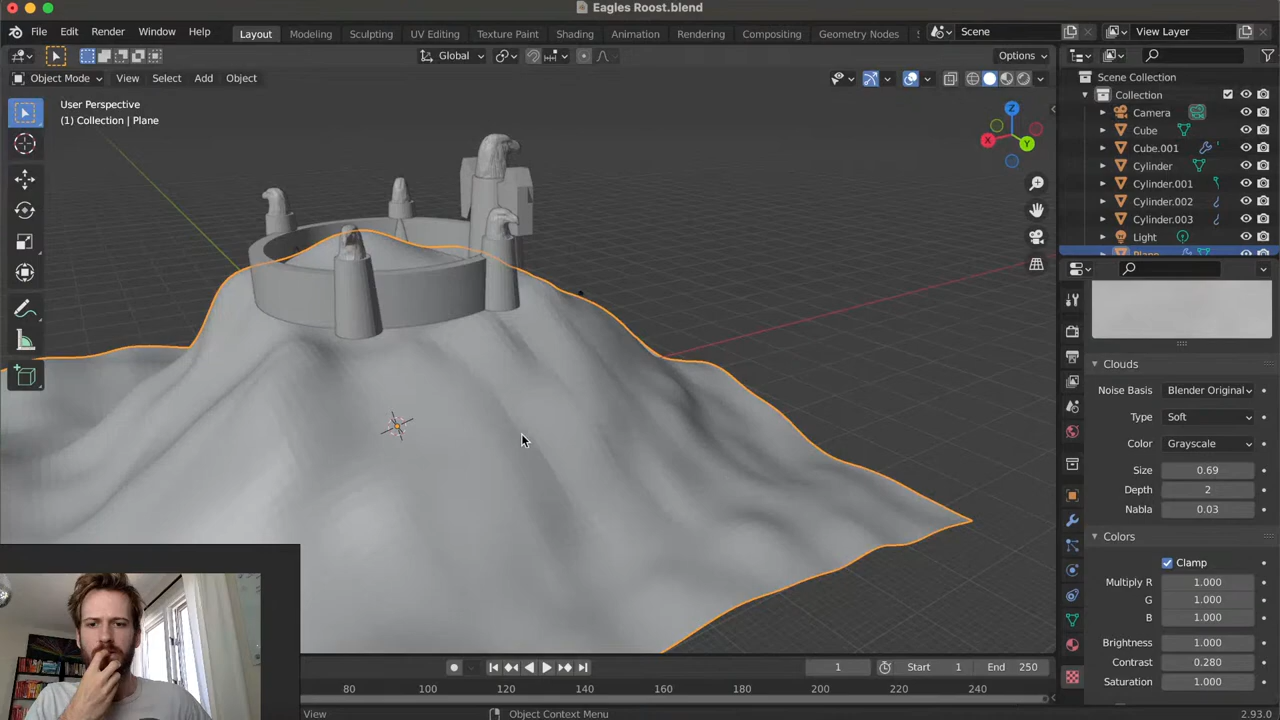 Eagles Roost.blend
File Edit Render Window Help
Layout Modeling Sculpting UV Editing Texture Paint Shading Animation Rendering Compositing Geometry Nodes
Scene
View Layer
Global
Options
Object Mode View Select Add Object
User Perspective
(1) Collection | Plane
Z
X
Y
Scene Collection
Collection
Camera
Cube
Cube.001
Cylinder
Cylinder.001
Cylinder.002
Cylinder.003
Light
Plane
Clouds
Noise Basis Blender Original
Type Soft
Color Grayscale
Size 0.69
Depth 2
Nabla 0.03
Colors
Clamp
Multiply R 1.000
G 1.000
B 1.000
Brightness 1.000
Contrast 0.280
Saturation 1.000
1 Start 1 End 250
80 100 120 140 160 180 200 220 240
View Object Context Menu 2.93.0